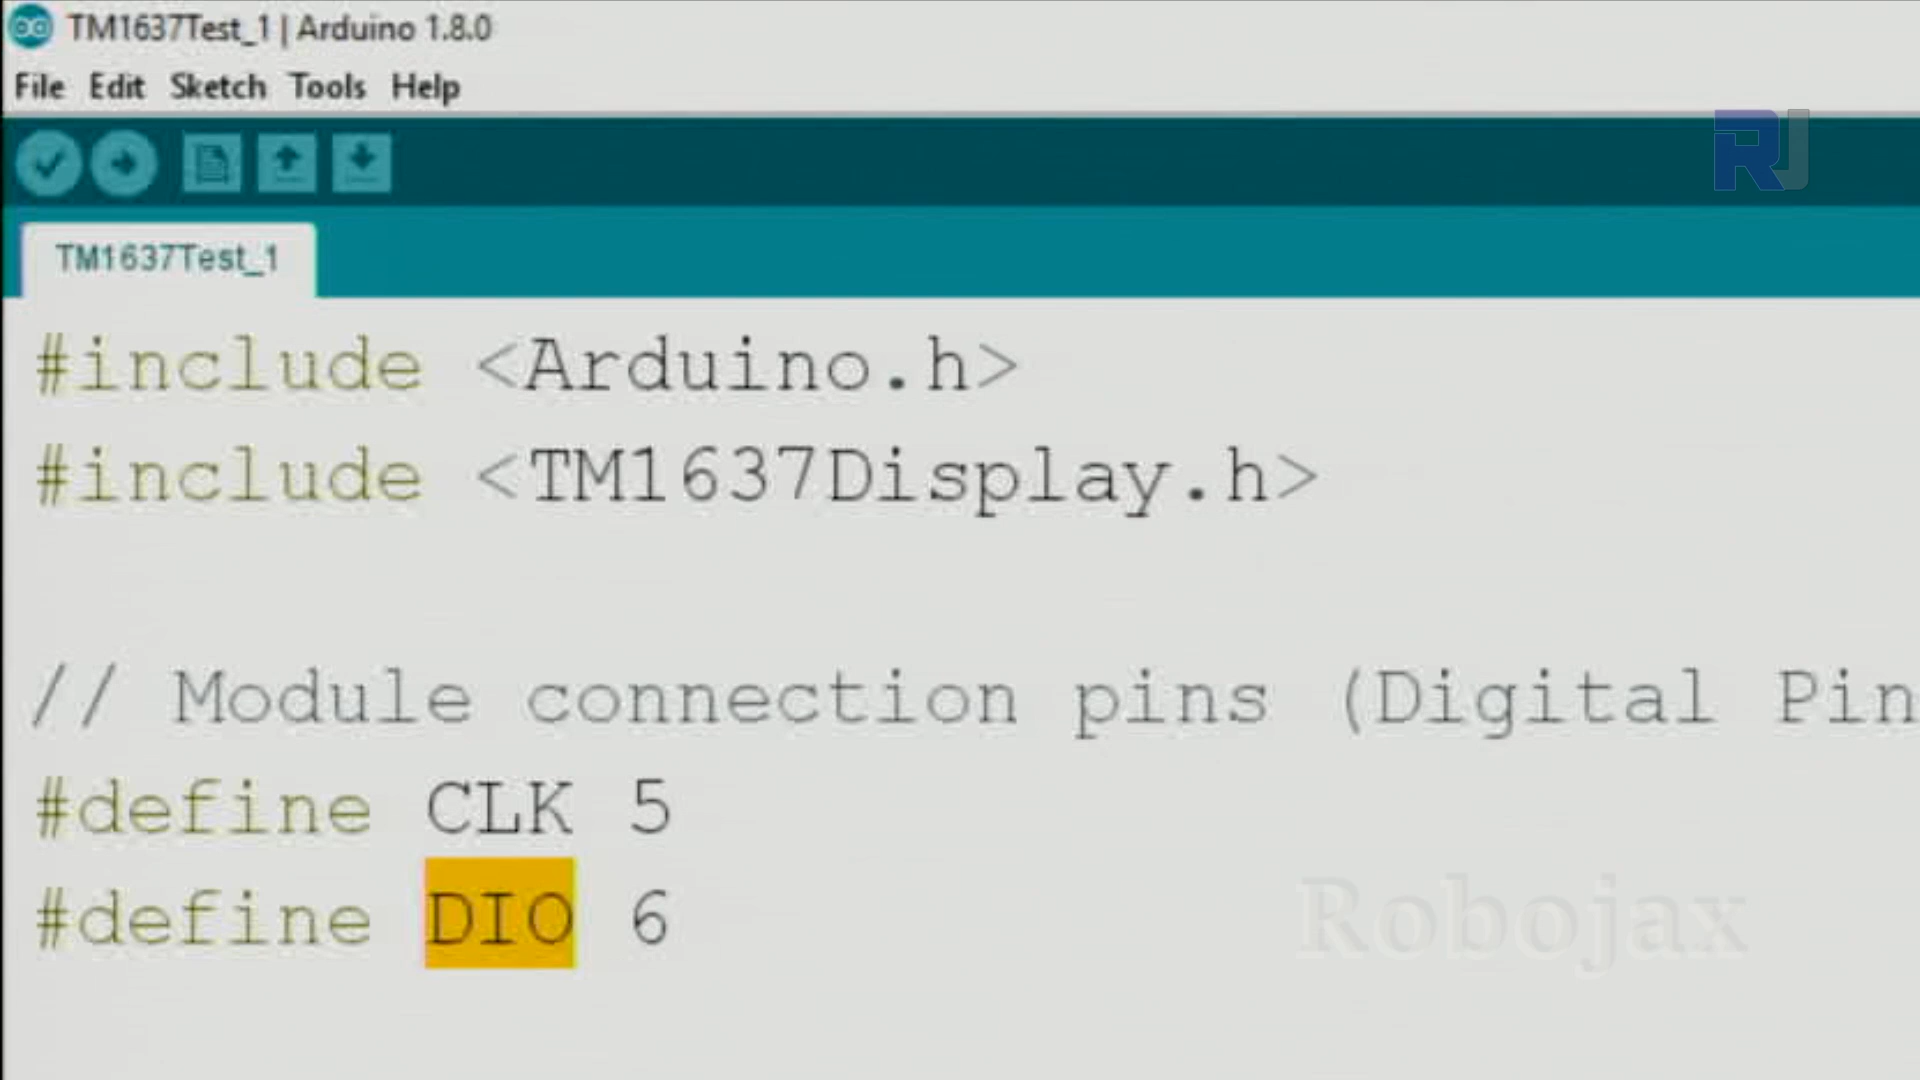 TM1637Test_1 | Arduino 1.8.0
File Edit Sketch Tools Help
RJ
TM1637Test_1
#include <Arduino.h>
#include <TM1637Display.h>
// Module connection pins (Digital Pin
#define CLK 5
#define DIO 6
Robojax